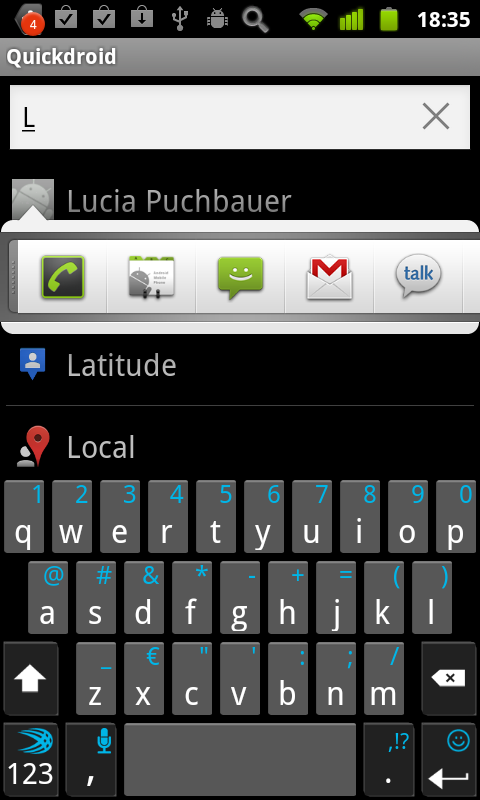 4
18:35
Quickdroid
L
Lucia Puchbauer
talk
Latitude
Local
1 2 3 4 5 6 7 8 9 0
q w e r t y u i o p
@ # & * - + = ( )
a s d f g h j k l
_ € " ' : ; /
z x c v b n m
,!?
123 , .